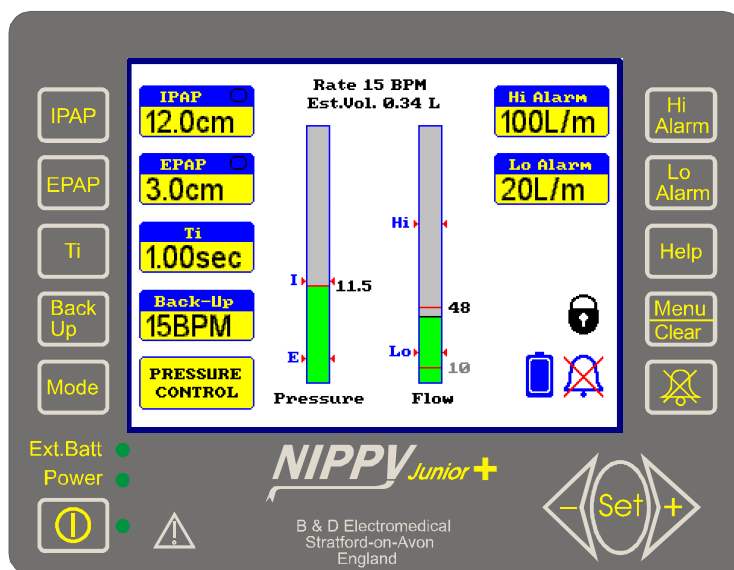 IPAP
EPAP
Ti
Back
Up
Mode
IPAP
12.0cm
EPAP
3.0cm
Ti
1.00sec
Back-Up
15BPM
PRESSURE
CONTROL
Rate 15 BPM
Est.Vol. 0.34 L
I
11.5
E
Pressure
Hi
48
Lo
10
Flow
Hi Alarm
100L/m
Lo Alarm
20L/m
Hi
Alarm
Lo
Alarm
Help
Menu
Clear
Ext.Batt
Power
NIPPY Junior +
B & D Electromedical
Stratford-on-Avon
England
- Set +